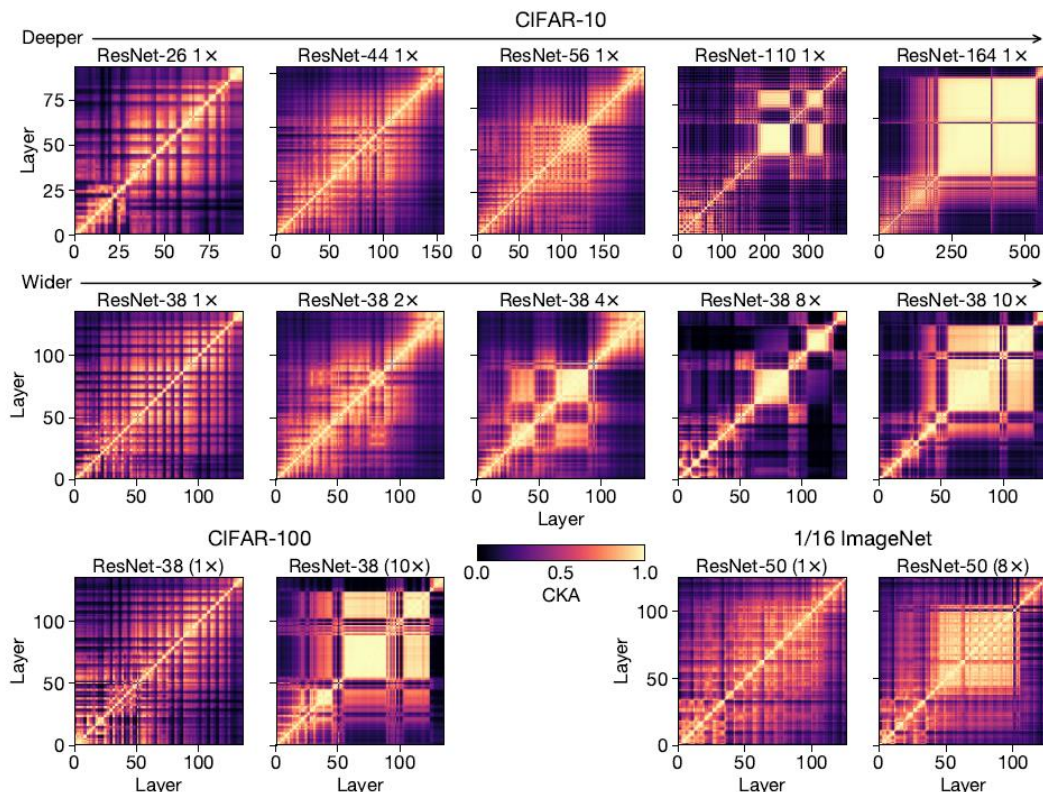 CIFAR-10
Deeper
ResNet-26 1× ResNet-44 1× ResNet-56 1× ResNet-110 1× ResNet-164 1×
Layer
75
50
25
0
0 25 50 75 0 50 100 150 0 50 100 150 0 100 200 300 0 250 500
Wider
ResNet-38 1× ResNet-38 2× ResNet-38 4× ResNet-38 8× ResNet-38 10×
Layer
100
50
0
0 50 100 0 50 100 0 50 100 0 50 100 0 50 100
Layer
CIFAR-100
ResNet-38 (1×) ResNet-38 (10×)
Layer
100
50
0
0 50 100 0 50 100
Layer Layer
0.0 0.5 1.0
CKA
1/16 ImageNet
ResNet-50 (1×) ResNet-50 (8×)
Layer
100
50
0
0 50 100 0 50 100
Layer Layer